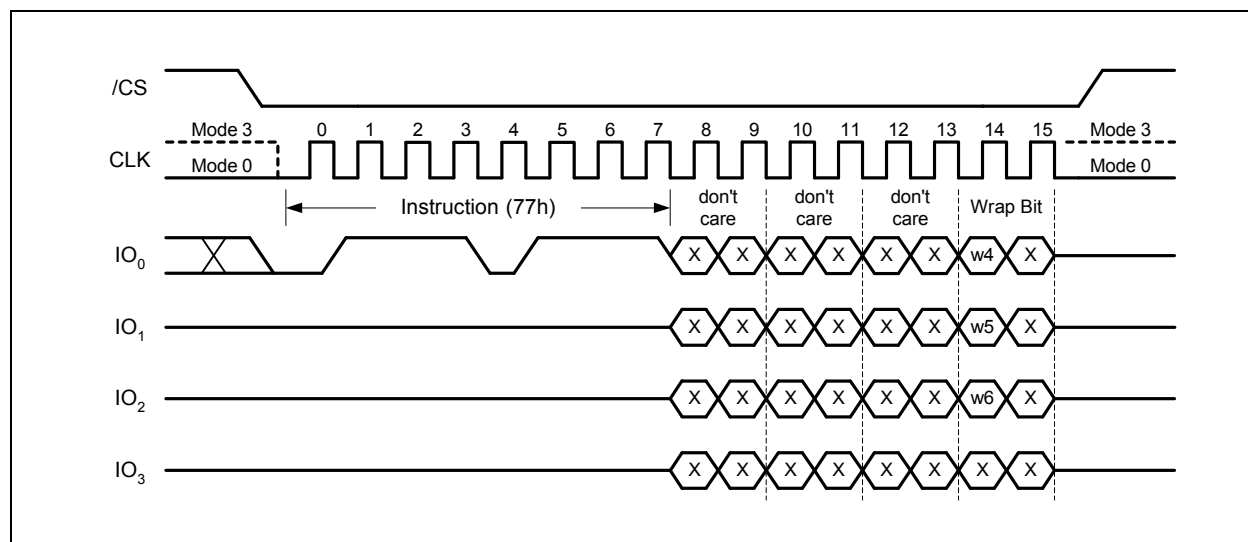 /CS
Mode 3 0 1 2 3 4 5 6 7 8 9 10 11 12 13 14 15 Mode 3
CLK
Mode 0 Mode 0
Instruction (77h) don't care don't care don't care Wrap Bit
IO0 X X X X X X w4 X
IO1 X X X X X X w5 X
IO2 X X X X X X w6 X
IO3 X X X X X X X X